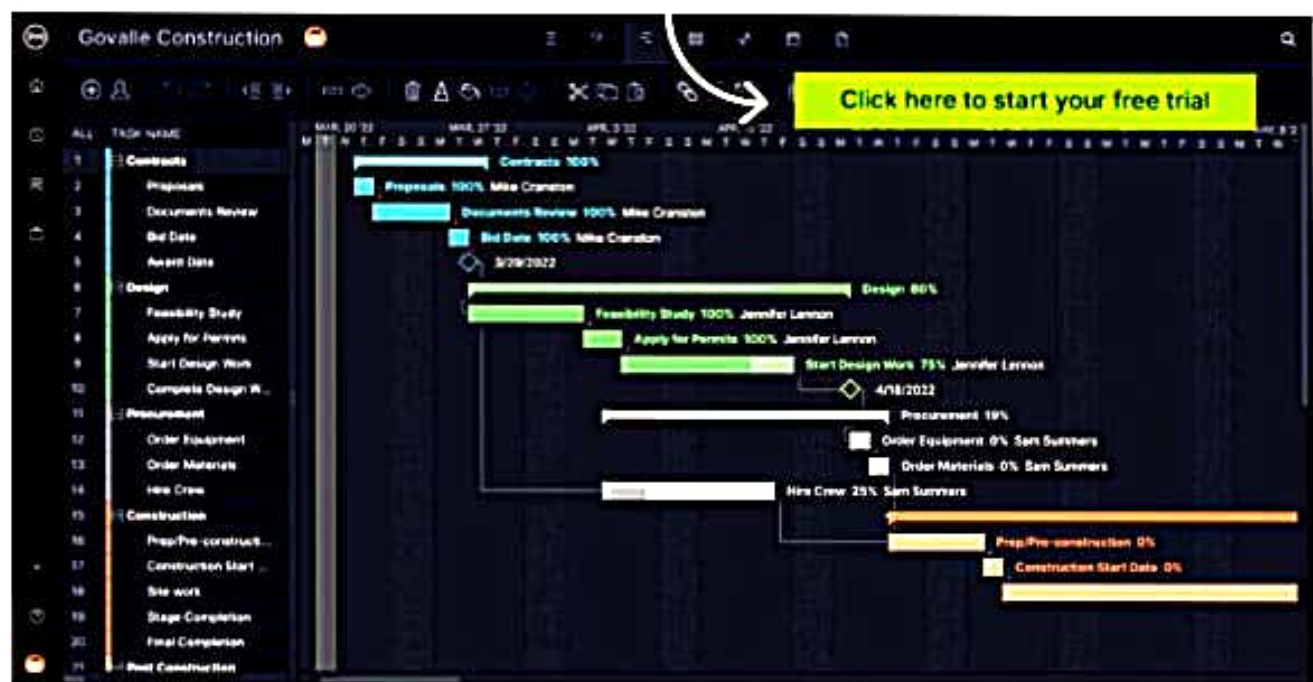 Govalle Construction
Click here to start your free trial
ALL TASK NAME
MAR, 20 '22 MAR, 27 '22 APR, 3 '22
1 Contracts Contracts 100%
2 Proposals Proposals 100% Mike Cranston
3 Documents Review Documents Review 100% Mike Cranston
4 Bid Date Bid Date 100% Mike Cranston
5 Award Date 3/29/2022
6 Design Design 80%
7 Feasibility Study Feasibility Study 100% Jennifer Lennon
8 Apply for Permits Apply for Permits 100% Jennifer Lennon
9 Start Design Work Start Design Work 75% Jennifer Lennon
10 Complete Design W... 4/18/2022
11 Procurement Procurement 19%
12 Order Equipment Order Equipment 0% Sam Summers
13 Order Materials Order Materials 0% Sam Summers
14 Hire Crew Hire Crew 25% Sam Summers
15 Construction
16 Prep/Pre-construct... Prep/Pre-construction 0%
17 Construction Start ... Construction Start Date 0%
18 Site work
19 Stage Completion
20 Final Completion
21 Post Construction